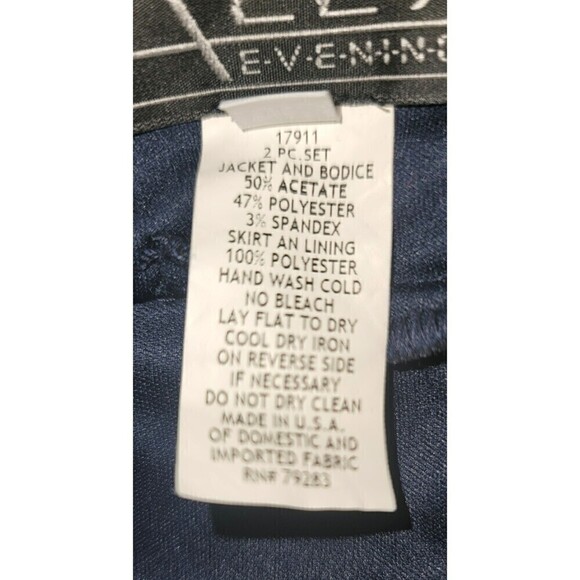 E·V·E·N·I·N·G
17911
2 PC. SET
JACKET AND BODICE
50% ACETATE
47% POLYESTER
3% SPANDEX
SKIRT AN LINING
100% POLYESTER
HAND WASH COLD
NO BLEACH
LAY FLAT TO DRY
COOL DRY IRON
ON REVERSE SIDE
IF NECESSARY
DO NOT DRY CLEAN
MADE IN U.S.A.
OF DOMESTIC AND
IMPORTED FABRIC
RN# 79283